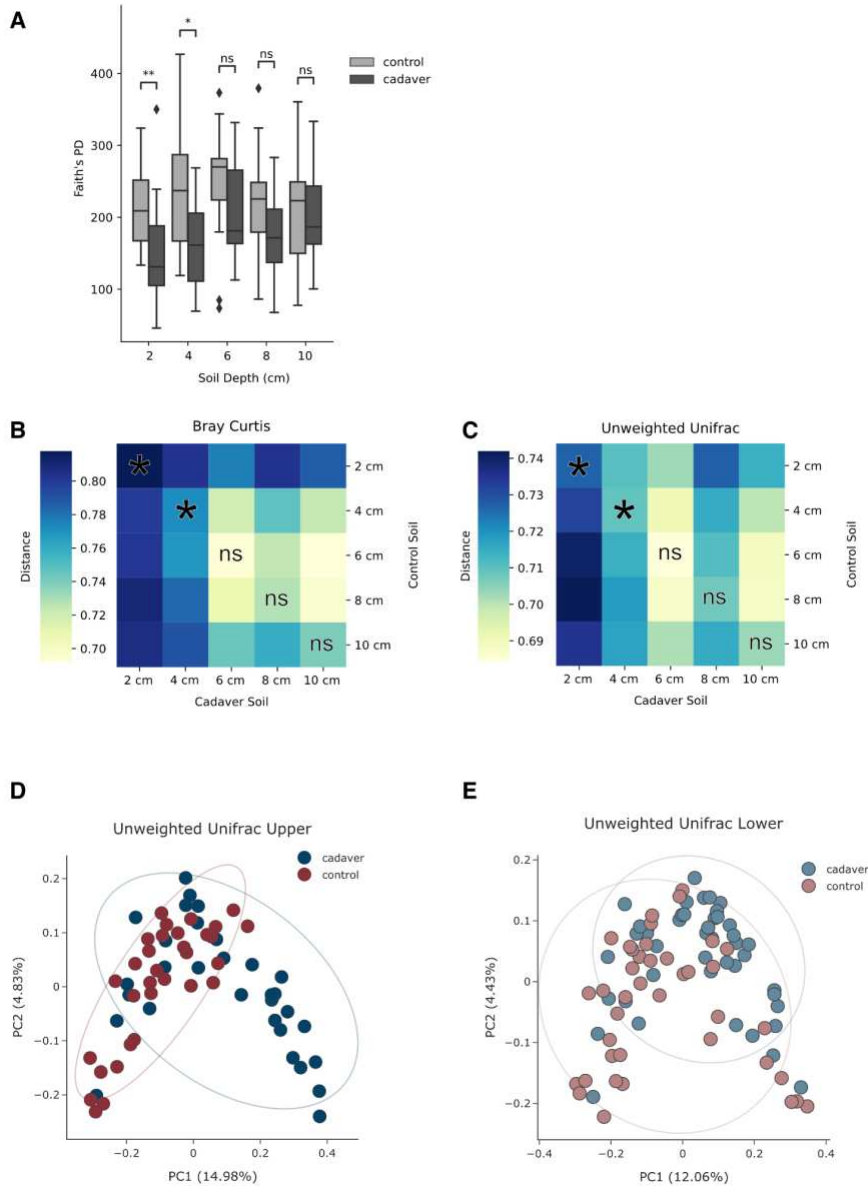 A
** * ns ns ns
control
cadaver
400
300
200
100
Faith's PD
2 4 6 8 10
Soil Depth (cm)
B
Bray Curtis
0.80
0.78
0.76
0.74
0.72
0.70
Distance
* * ns ns ns
2 cm
4 cm
6 cm
8 cm
10 cm
Control Soil
2 cm 4 cm 6 cm 8 cm 10 cm
Cadaver Soil
C
Unweighted Unifrac
0.74
0.73
0.72
0.71
0.70
0.69
Distance
* * ns ns ns
2 cm
4 cm
6 cm
8 cm
10 cm
Control Soil
2 cm 4 cm 6 cm 8 cm 10 cm
Cadaver Soil
D
Unweighted Unifrac Upper
cadaver
control
0.2
0.1
0
−0.1
−0.2
PC2 (4.83%)
−0.2 0 0.2 0.4
PC1 (14.98%)
E
Unweighted Unifrac Lower
cadaver
control
0.2
0.1
0
−0.1
−0.2
PC2 (4.43%)
−0.4 −0.2 0 0.2 0.4
PC1 (12.06%)